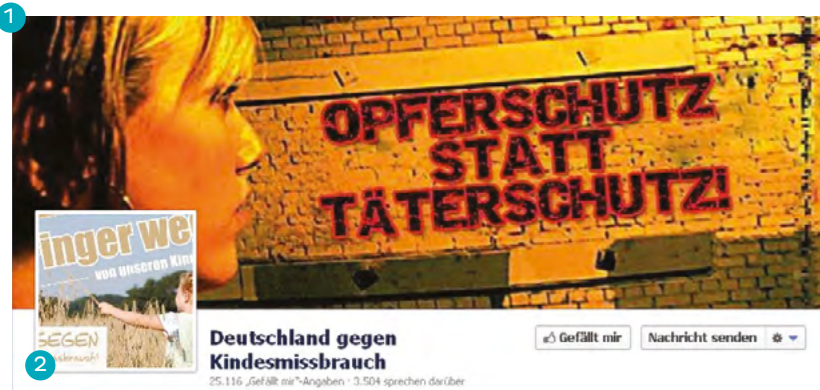 1
OPFERSCHUTZ
STATT
TÄTERSCHUTZ!
inger we
von unseren Kin
GEGEN
2
Deutschland gegen
Kindesmissbrauch
Gefällt mir
Nachricht senden
25.116 „Gefällt mir"-Angaben · 3.504 sprechen darüber